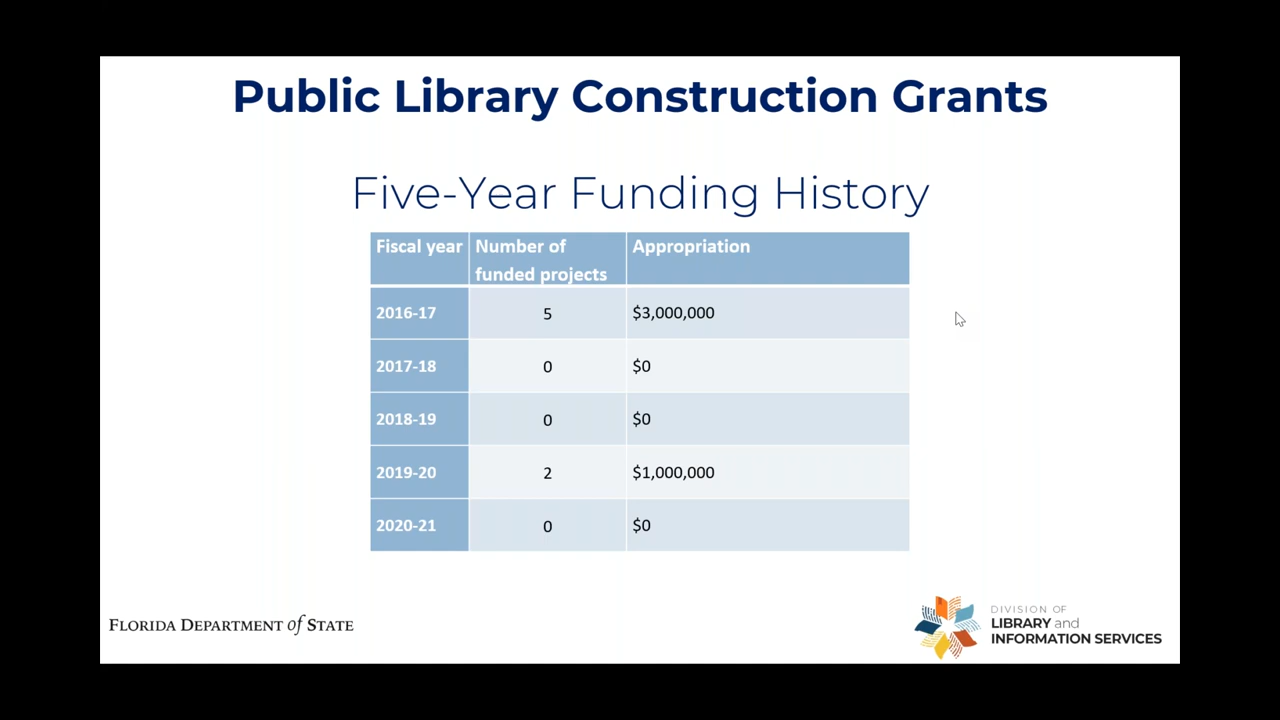 Public Library Construction Grants
Five-Year Funding History
Fiscal year Number of funded projects Appropriation
2016-17 5 $3,000,000
2017-18 0 $0
2018-19 0 $0
2019-20 2 $1,000,000
2020-21 0 $0
FLORIDA DEPARTMENT of STATE
DIVISION OF
LIBRARY and
INFORMATION SERVICES